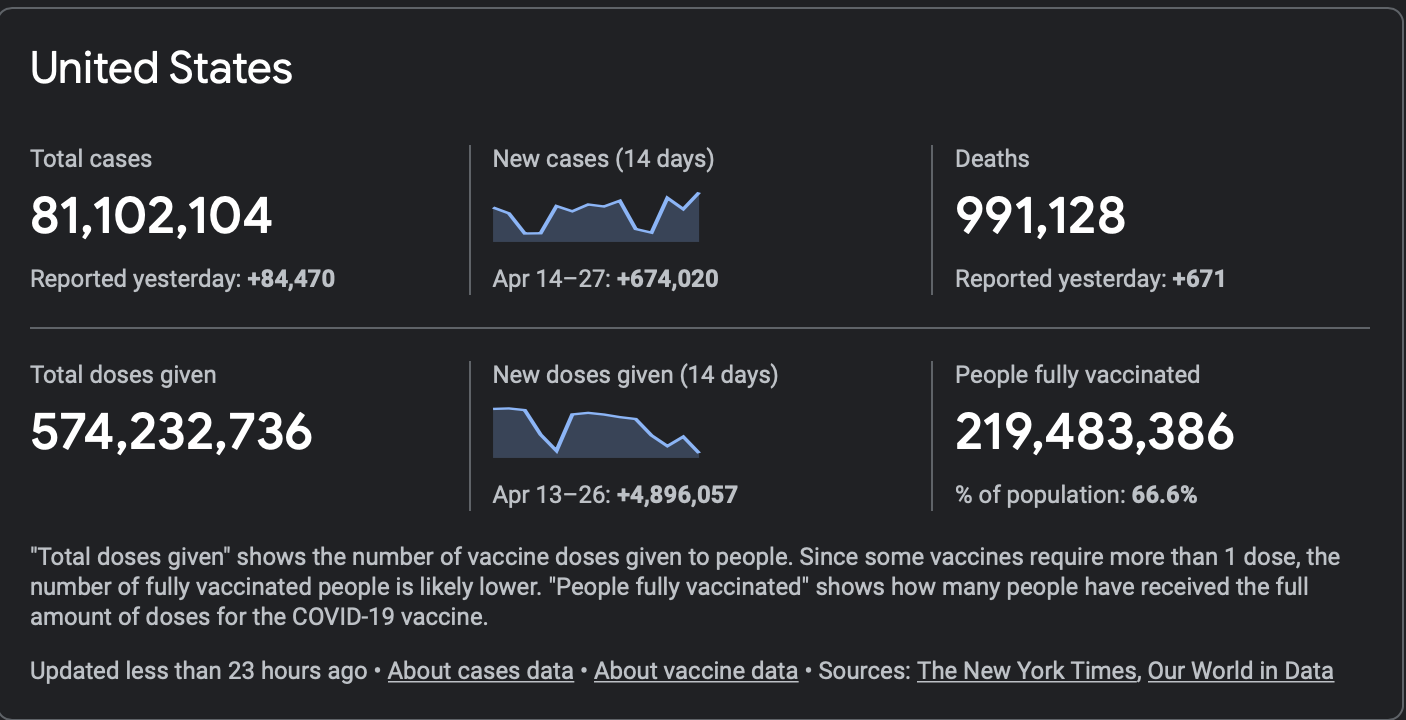 United States
Total cases
81,102,104
Reported yesterday: +84,470
New cases (14 days)
Apr 14–27: +674,020
Deaths
991,128
Reported yesterday: +671
Total doses given
574,232,736
New doses given (14 days)
Apr 13–26: +4,896,057
People fully vaccinated
219,483,386
% of population: 66.6%
"Total doses given" shows the number of vaccine doses given to people. Since some vaccines require more than 1 dose, the
number of fully vaccinated people is likely lower. "People fully vaccinated" shows how many people have received the full
amount of doses for the COVID-19 vaccine.
Updated less than 23 hours ago • About cases data • About vaccine data • Sources: The New York Times, Our World in Data